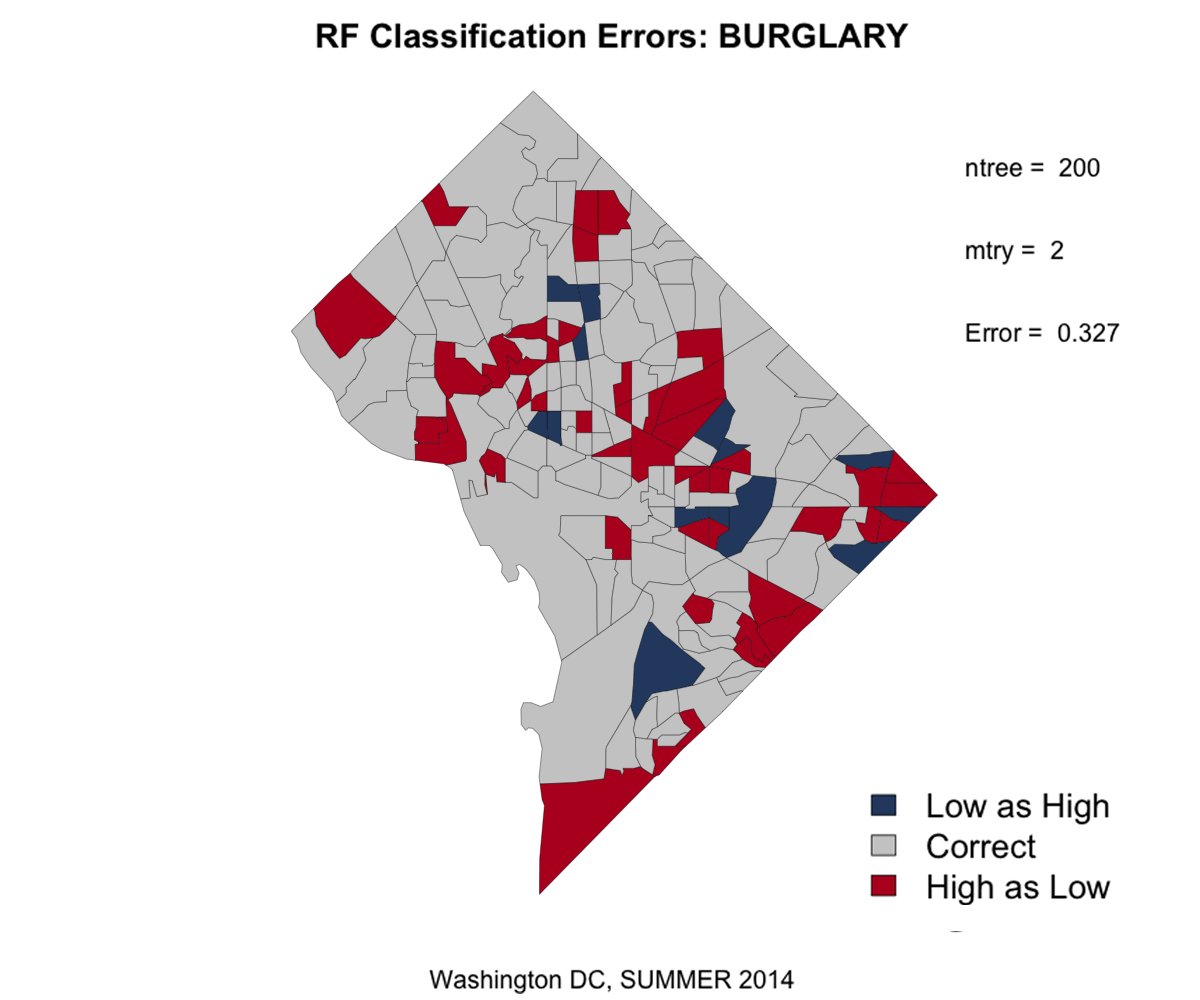 RF Classification Errors: BURGLARY
ntree = 200
mtry = 2
Error = 0.327
Low as High
Correct
High as Low
Washington DC, SUMMER 2014